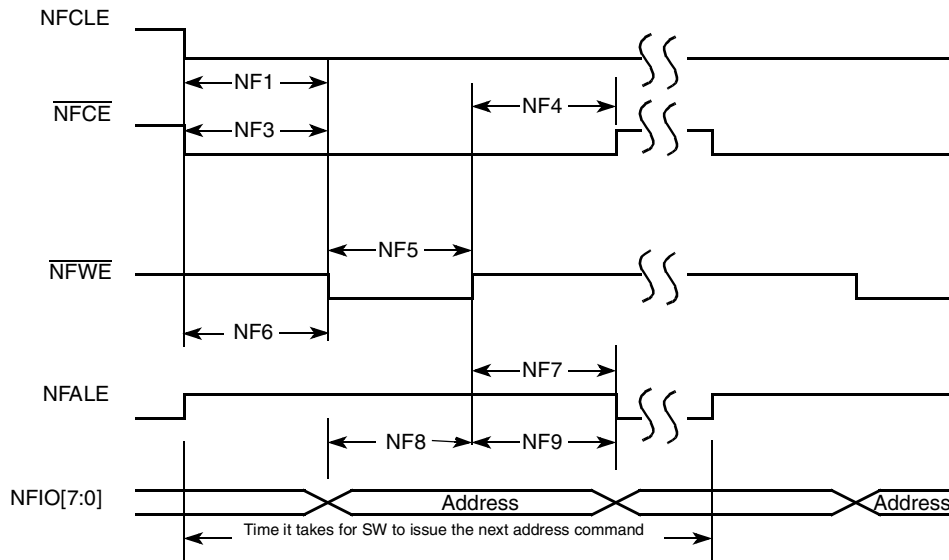 NFCLE
NF1
NF4
NFCE
NF3
NF5
NFWE
NF6
NF7
NFALE
NF8
NF9
NFIO[7:0]
Address
Address
Time it takes for SW to issue the next address command